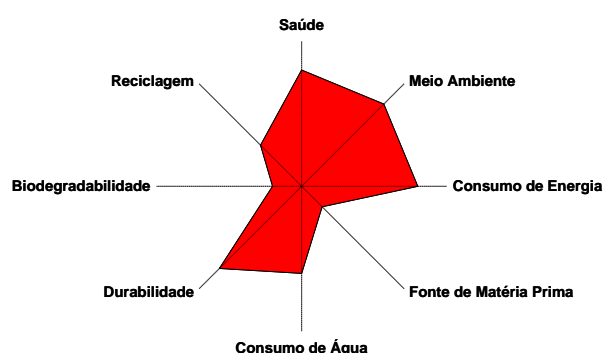 Saúde
Reciclagem
Meio Ambiente
Biodegradabilidade
Consumo de Energia
Durabilidade
Fonte de Matéria Prima
Consumo de Água